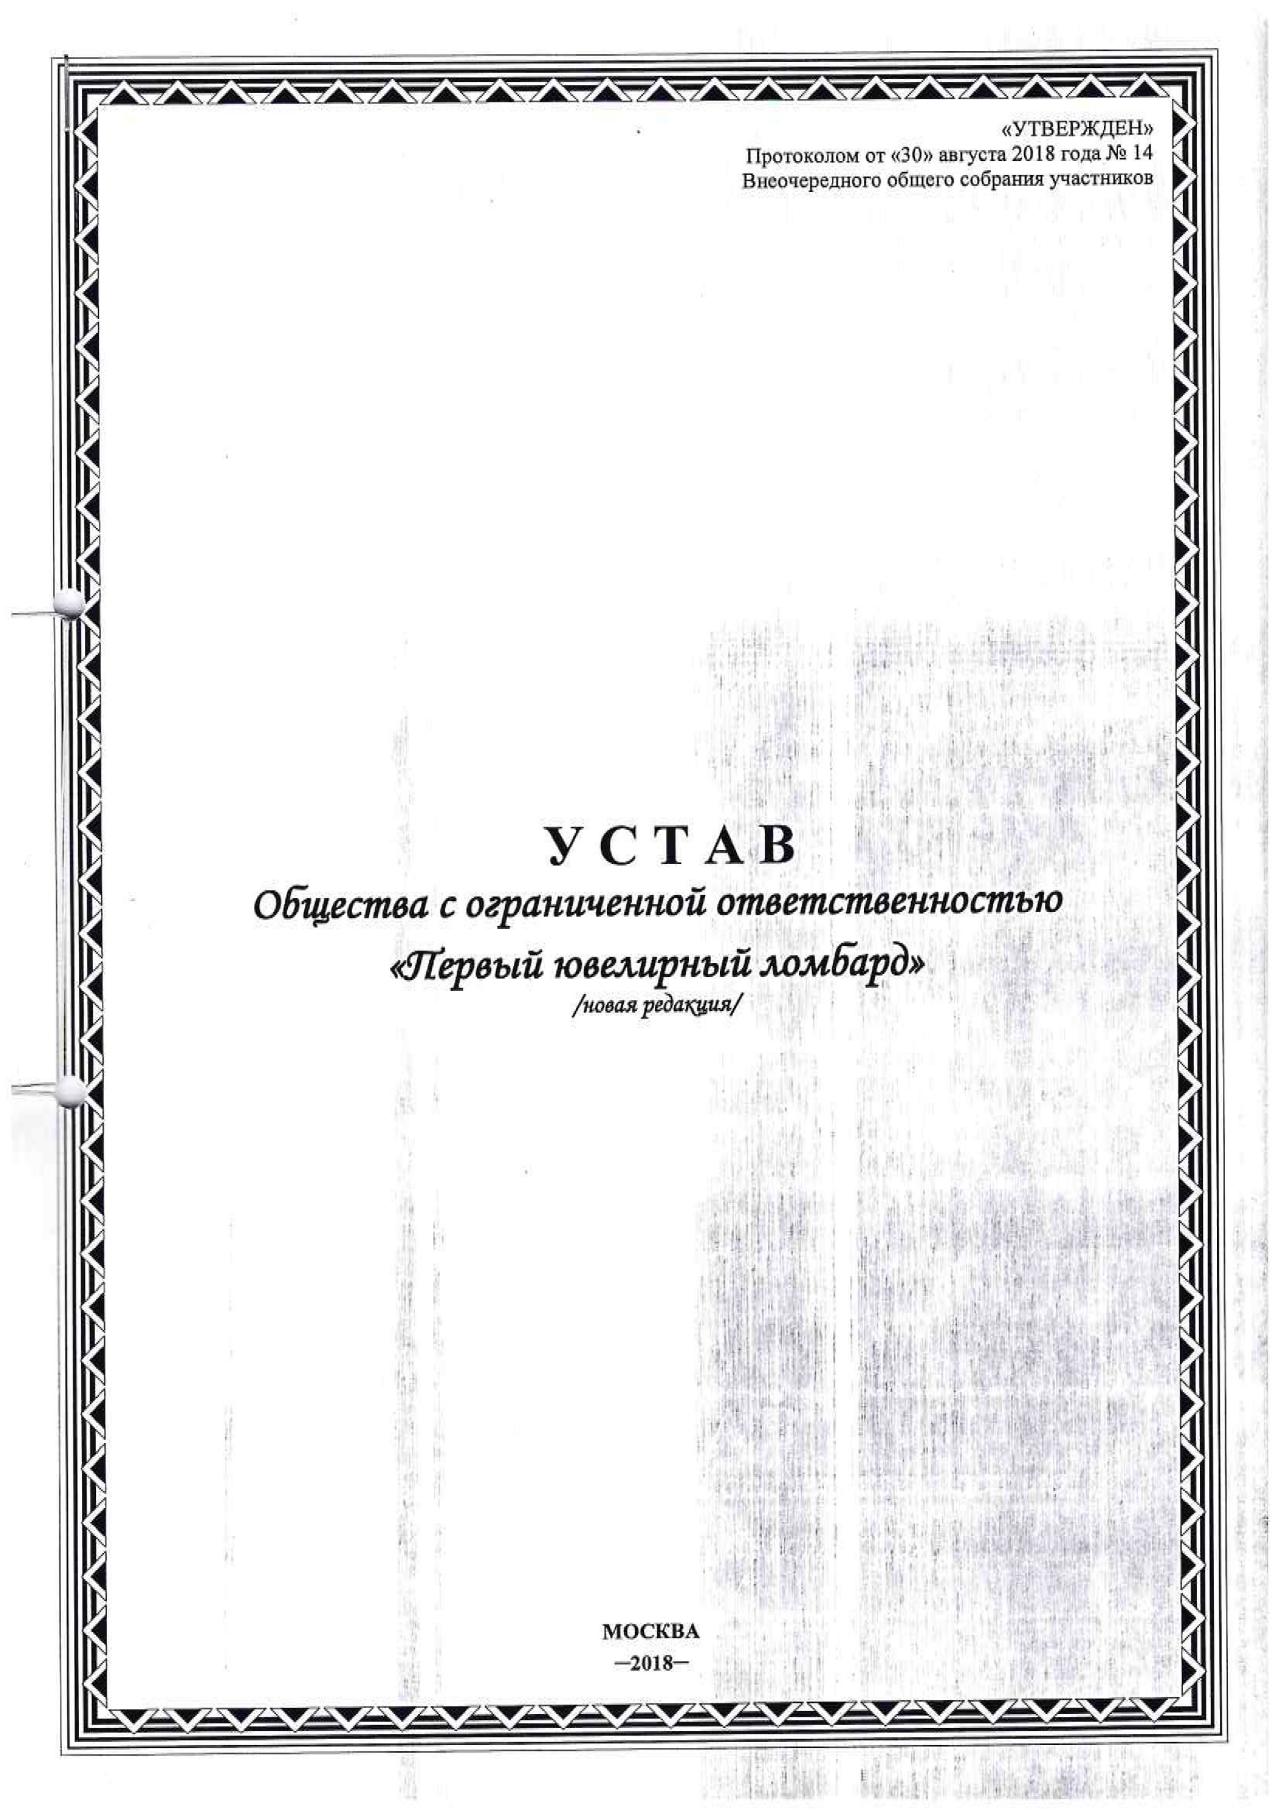 «УТВЕРЖДЕН»
Протоколом от «30» августа 2018 года № 14
Внеочередного общего собрания участников
УСТАВ
Общества с ограниченной ответственностью
«Первый ювелирный ломбард»
/новая редакция/
МОСКВА
—2018—